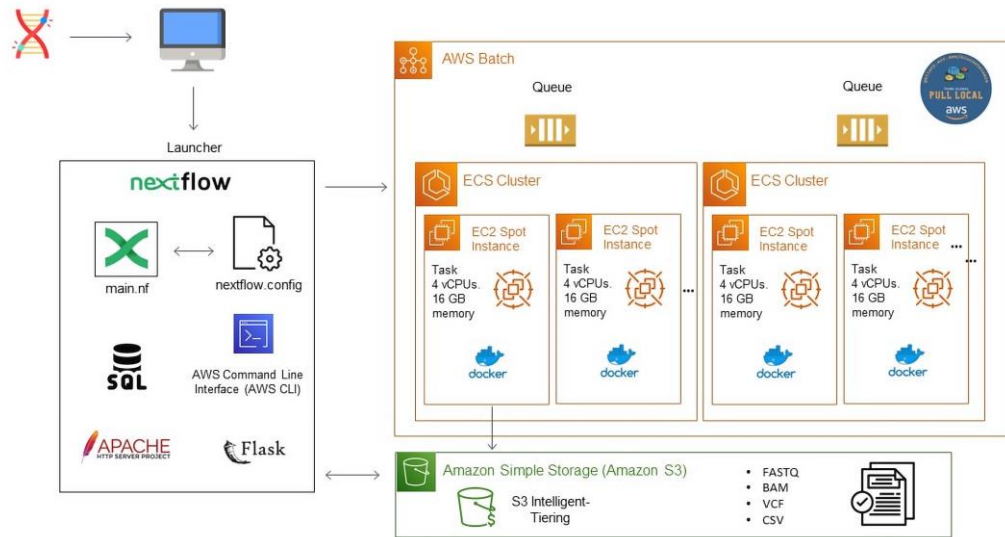 Launcher
nextflow
main.nf
nextflow.config
SQL
AWS Command Line
Interface (AWS CLI)
APACHE
HTTP SERVER PROJECT
Flask
AWS Batch
PULL LOCAL
aws
Queue
Queue
ECS Cluster
EC2 Spot
Instance
Task
4 vCPUs.
16 GB
memory
docker
EC2 Spot
Instance
Task
4 vCPUs.
16 GB
memory
docker
...
ECS Cluster
EC2 Spot
Instance
Task
4 vCPUs.
16 GB
memory
docker
EC2 Spot
Instance
Task
4 vCPUs.
16 GB
memory
docker
...
...
Amazon Simple Storage (Amazon S3)
S3 Intelligent-
Tiering
$
• FASTQ
• BAM
• VCF
• CSV